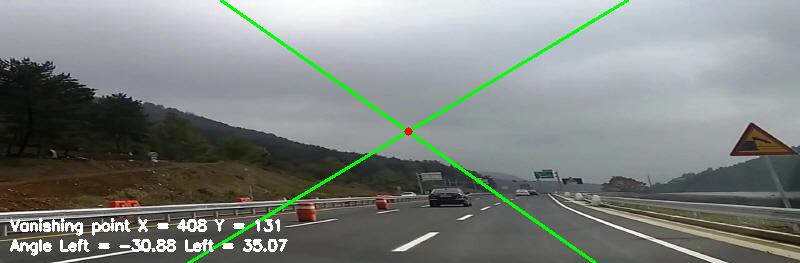 Vanishing point X = 408 Y = 131
Angle Left = -30.88 Left = 35.07